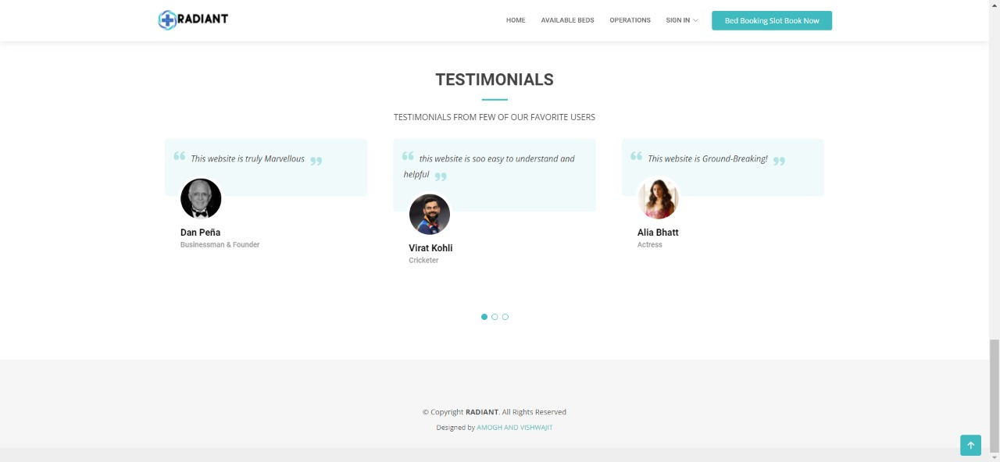 RADIANT
HOME AVAILABLE BEDS OPERATIONS SIGN IN Bed Booking Slot Book Now
TESTIMONIALS
TESTIMONIALS FROM FEW OF OUR FAVORITE USERS
“ This website is truly Marvellous ”
Dan Peña
Businessman & Founder
“ this website is soo easy to understand and
helpful ”
Virat Kohli
Cricketer
“ This website is Ground-Breaking! ”
Alia Bhatt
Actress
© Copyright RADIANT. All Rights Reserved
Designed by AMOGH AND VISHWAJIT